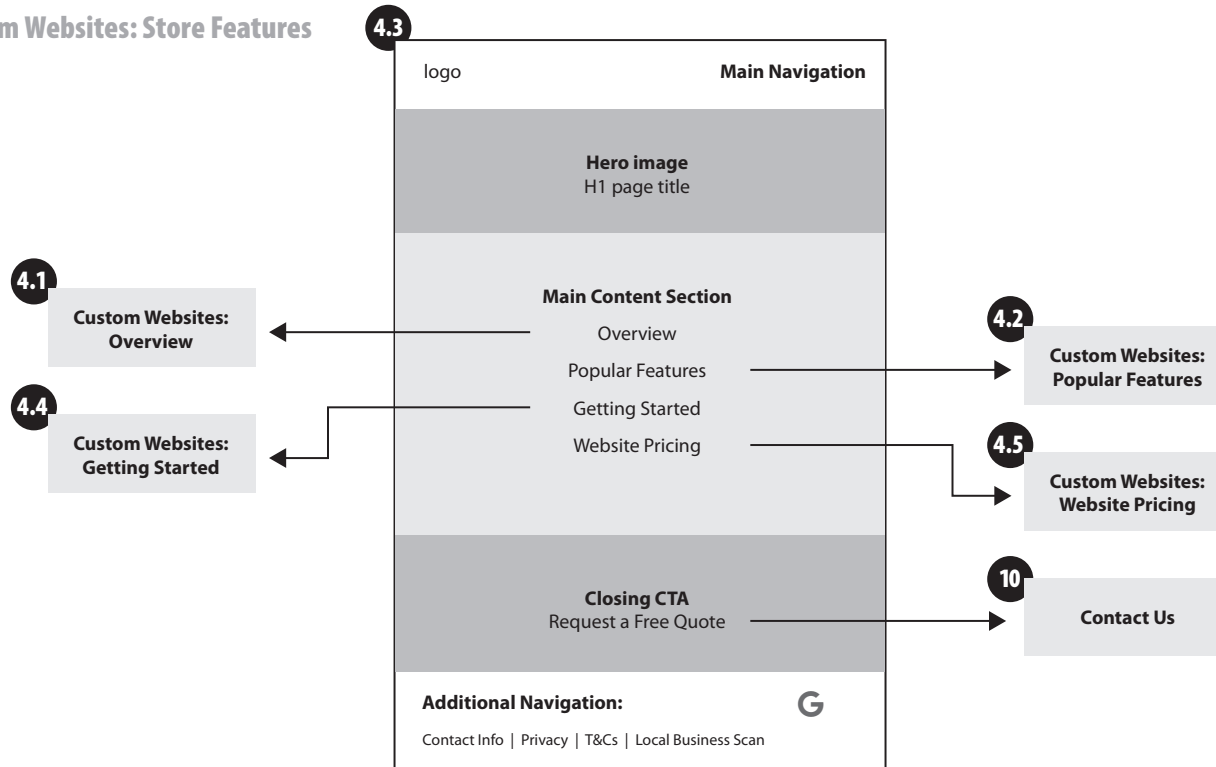 m Websites: Store Features
4.3
logo
Main Navigation
Hero image
H1 page title
Main Content Section
Overview
Popular Features
Getting Started
Website Pricing
4.1
Custom Websites:
Overview
4.4
Custom Websites:
Getting Started
4.2
Custom Websites:
Popular Features
4.5
Custom Websites:
Website Pricing
Closing CTA
Request a Free Quote
10
Contact Us
Additional Navigation:
G
Contact Info | Privacy | T&Cs | Local Business Scan